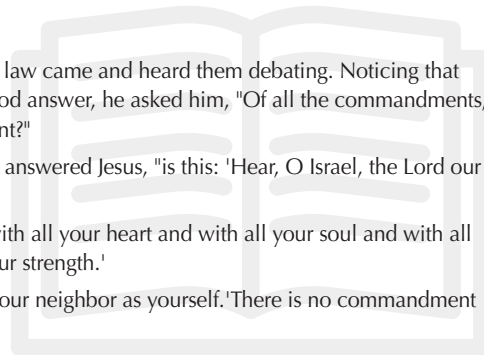 law came and heard them debating. Noticing that
od answer, he asked him, "Of all the commandments,
nt?"
answered Jesus, "is this: 'Hear, O Israel, the Lord our
vith all your heart and with all your soul and with all
ur strength.'
our neighbor as yourself.'There is no commandment